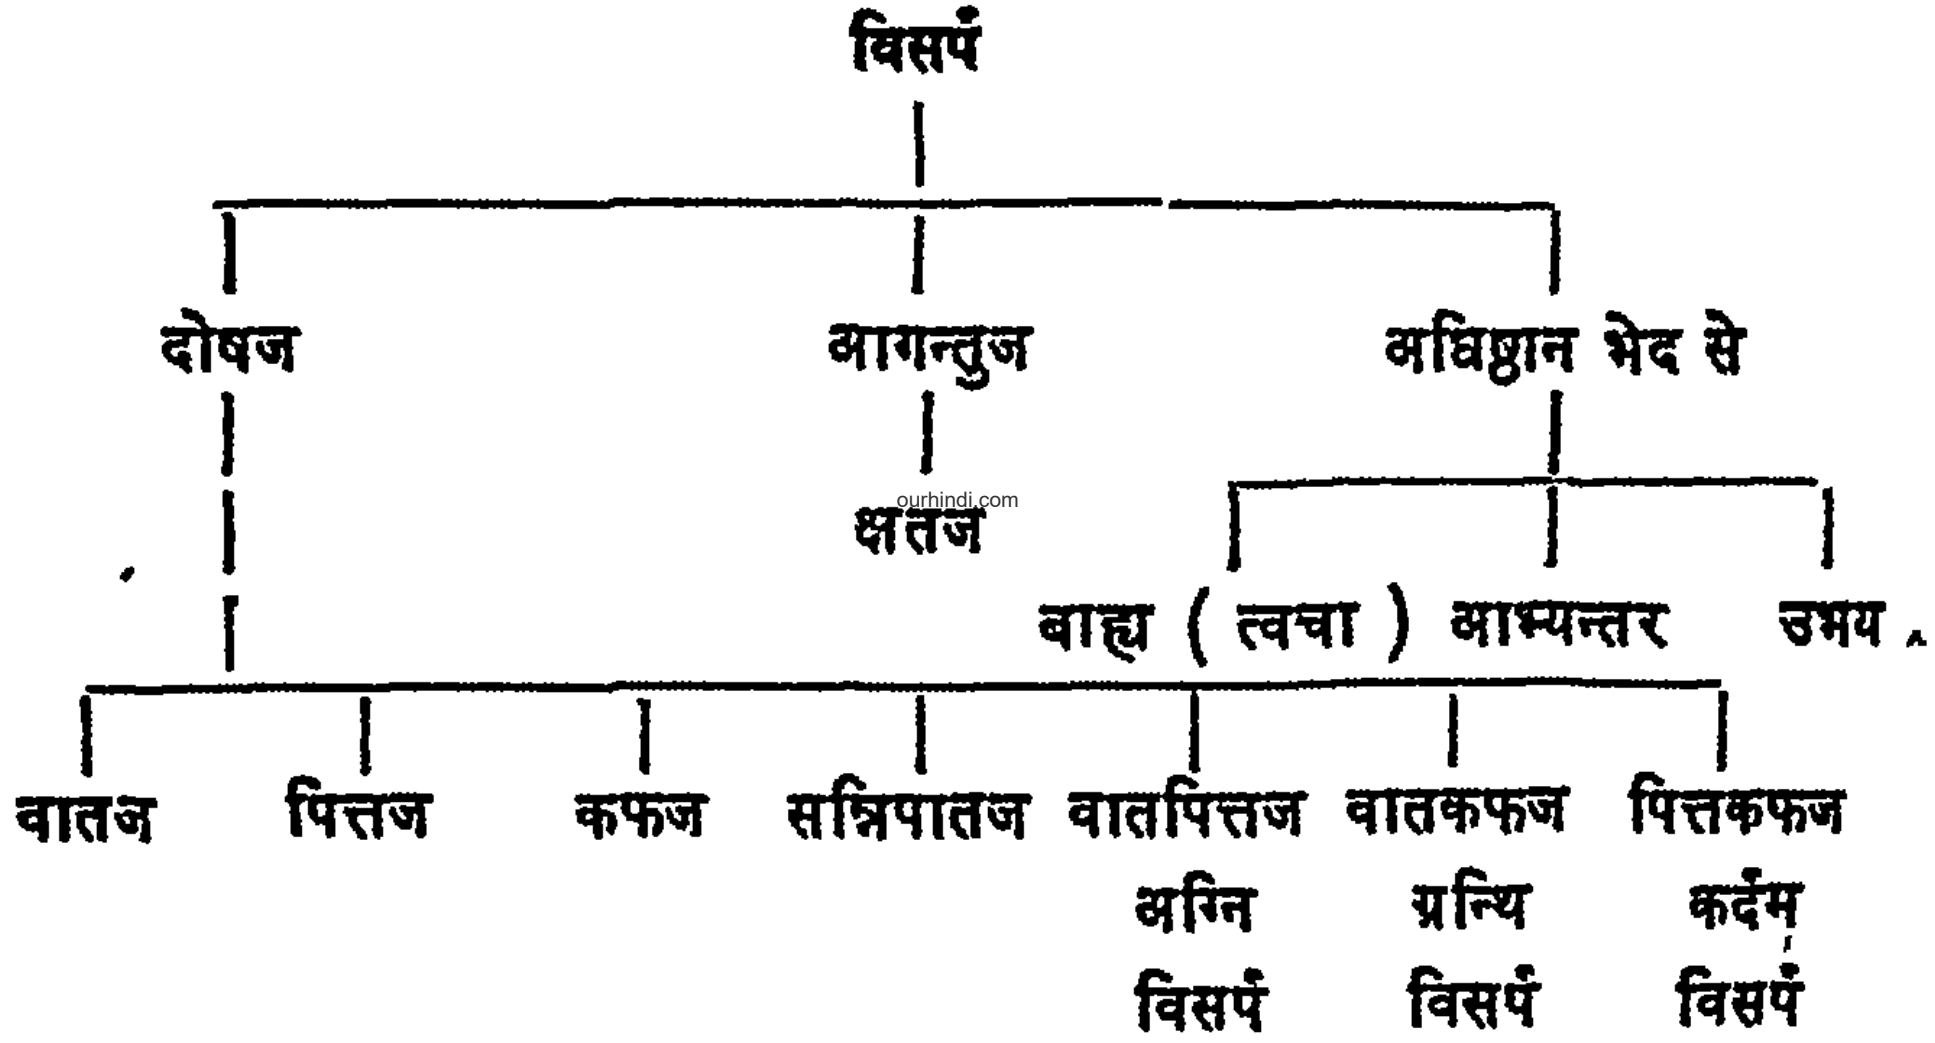 विसर्प
दोषज आगन्तुज अधिष्ठान भेद से
ourhindi.com
क्षतज
बाह्य ( त्वचा ) आभ्यन्तर उभय
वातज पित्तज कफज सन्निपातज वातपित्तज वातकफज पित्तकफज
अग्नि ग्रन्थि कर्दम
विसर्प विसर्प विसर्प